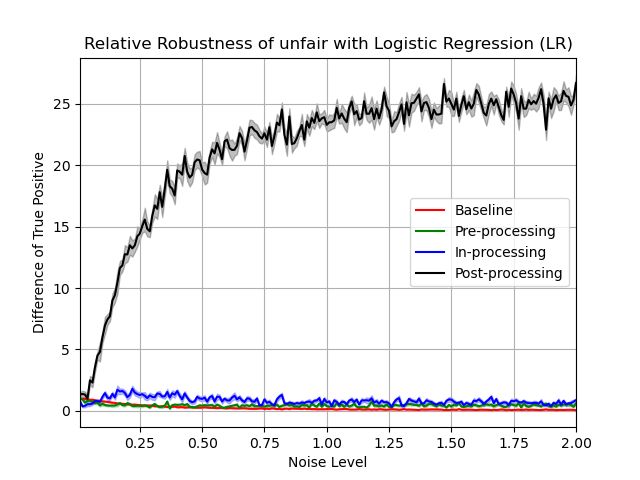 Relative Robustness of unfair with Logistic Regression (LR)
Difference of True Positive
25
20
15
10
5
0
Baseline
Pre-processing
In-processing
Post-processing
0.25 0.50 0.75 1.00 1.25 1.50 1.75 2.00
Noise Level